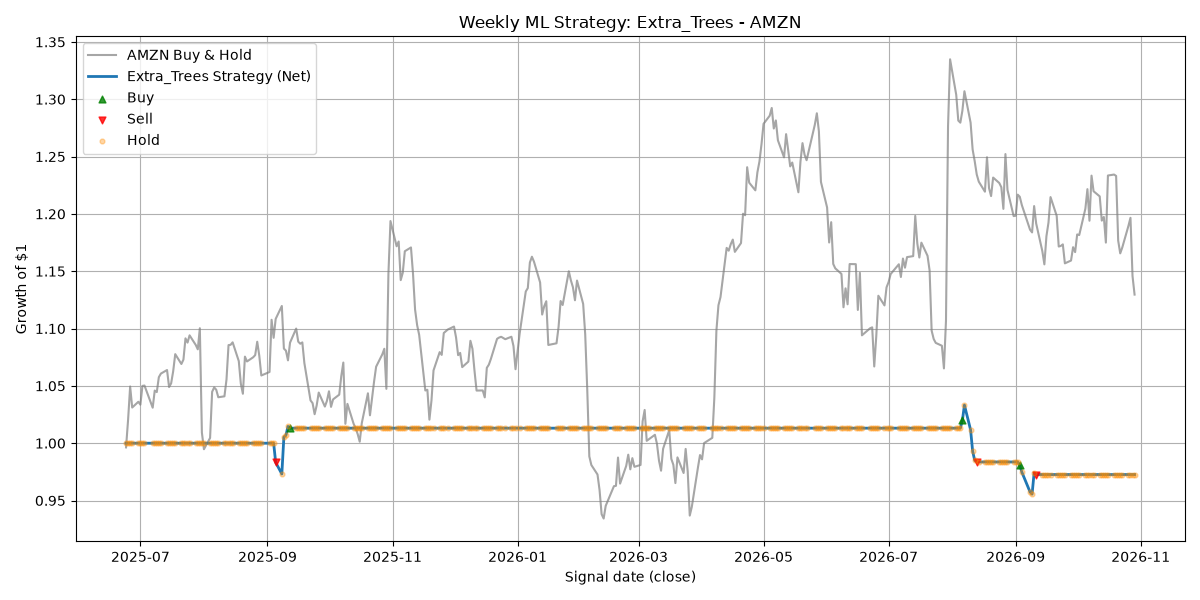 Weekly ML Strategy: Extra_Trees - AMZN
AMZN Buy & Hold
Extra_Trees Strategy (Net)
Buy
Sell
Hold
Growth of $1
1.35
1.30
1.25
1.20
1.15
1.10
1.05
1.00
0.95
2025-07
2025-09
2025-11
2026-01
2026-03
2026-05
2026-07
2026-09
2026-11
Signal date (close)